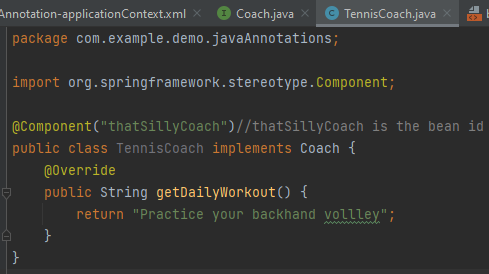 Annotation-applicationContext.xml Coach.java TennisCoach.java
package com.example.demo.javaAnnotations;
import org.springframework.stereotype.Component;
@Component("thatSillyCoach")//thatSillyCoach is the bean id
public class TennisCoach implements Coach {
@Override
public String getDailyWorkout() {
return "Practice your backhand vollley";
}
}